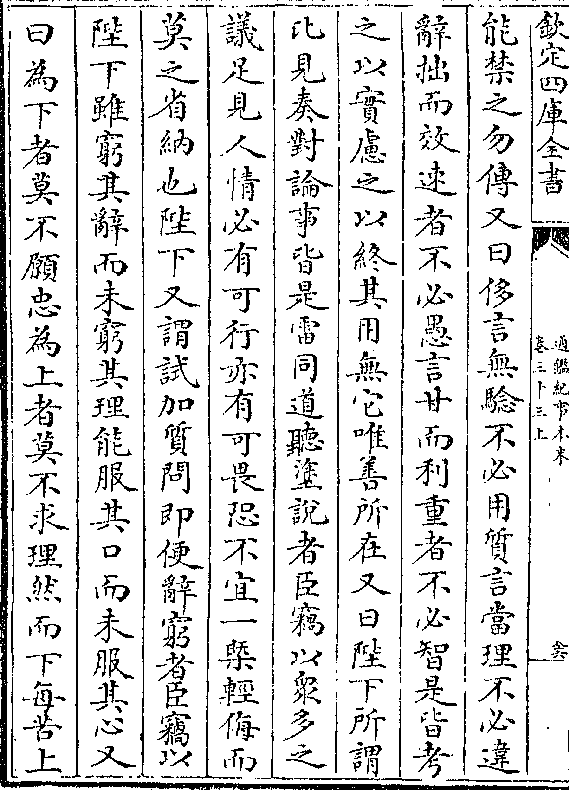 欽定四庫全書
通鑑紀事本末
卷三十三上
六
能禁之勿傳又曰侈言無驗不必用質言當理不必違
辭拙而效速者不必愚言甘而利重者不必智是皆考
之以實慮之以終其用無它唯善所在又曰陛下所謂
比見奏對論事皆是雷同道聽塗說者臣竊以衆多之
議足見人情必有可行亦有可畏恐不宜一槩輕侮而
莫之省納也陛下又謂試加質問即便辭窮者臣竊以
陛下雖窮其辭而未窮其理能服其口而未服其心又
曰為下者莫不願忠為上者莫不求理然而下每苦上